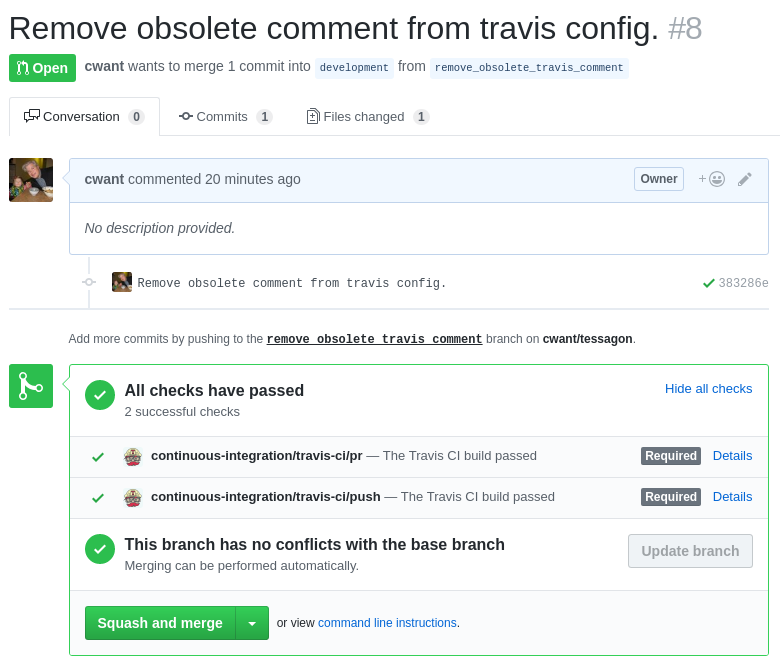 Remove obsolete comment from travis config. #8
Open cwant wants to merge 1 commit into development from remove_obsolete_travis_comment
Conversation 0 Commits 1 Files changed 1
cwant commented 20 minutes ago Owner +
No description provided.
Remove obsolete comment from travis config. 383286e
Add more commits by pushing to the remove_obsolete_travis_comment branch on cwant/tessagon.
All checks have passed Hide all checks
2 successful checks
continuous-integration/travis-ci/pr — The Travis CI build passed Required Details
continuous-integration/travis-ci/push — The Travis CI build passed Required Details
This branch has no conflicts with the base branch Update branch
Merging can be performed automatically.
Squash and merge or view command line instructions.